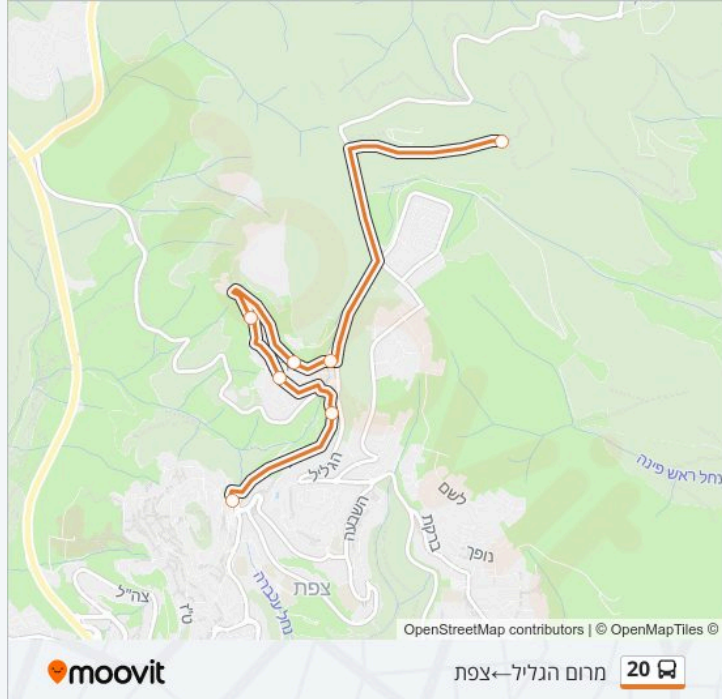 נחל ראש פינה
הגליל
לשם
השבעה
ברקת
נופך
צפת
נחל עכברה
צה"ל
OpenStreetMap contributors | © OpenMapTiles ©
moovit
מרום הגליל←צפת
20